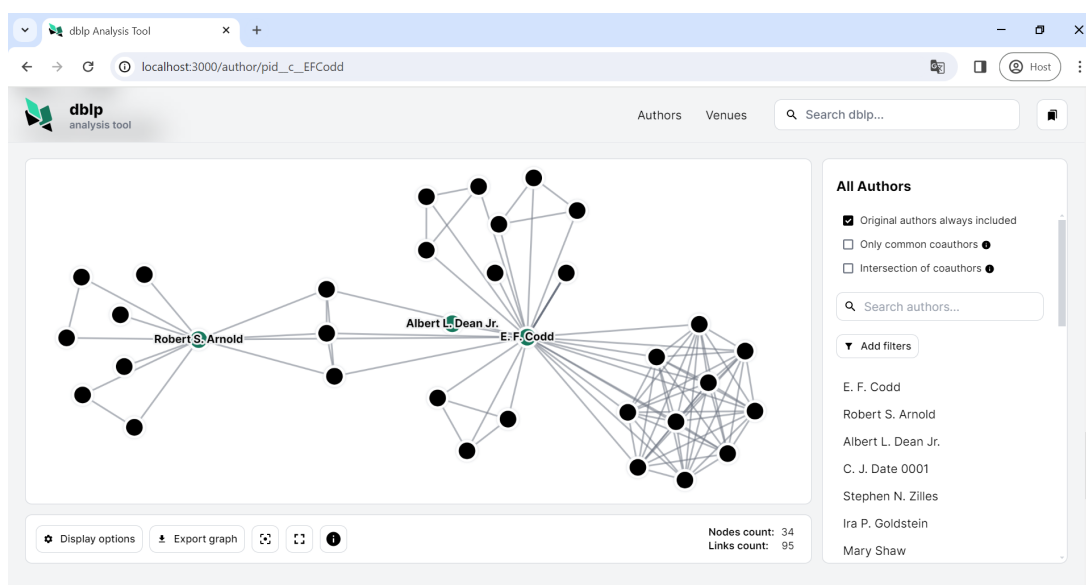 dblp Analysis Tool
localhost:3000/author/pid__c__EFCodd
Host
dblp
analysis tool
Authors
Venues
Search dblp...
Robert S. Arnold
Albert L. Dean Jr.
E. F. Codd
All Authors
Original authors always included
Only common coauthors
Intersection of coauthors
Search authors...
Add filters
E. F. Codd
Robert S. Arnold
Albert L. Dean Jr.
C. J. Date 0001
Stephen N. Zilles
Ira P. Goldstein
Mary Shaw
Display options
Export graph
Nodes count: 34
Links count: 95